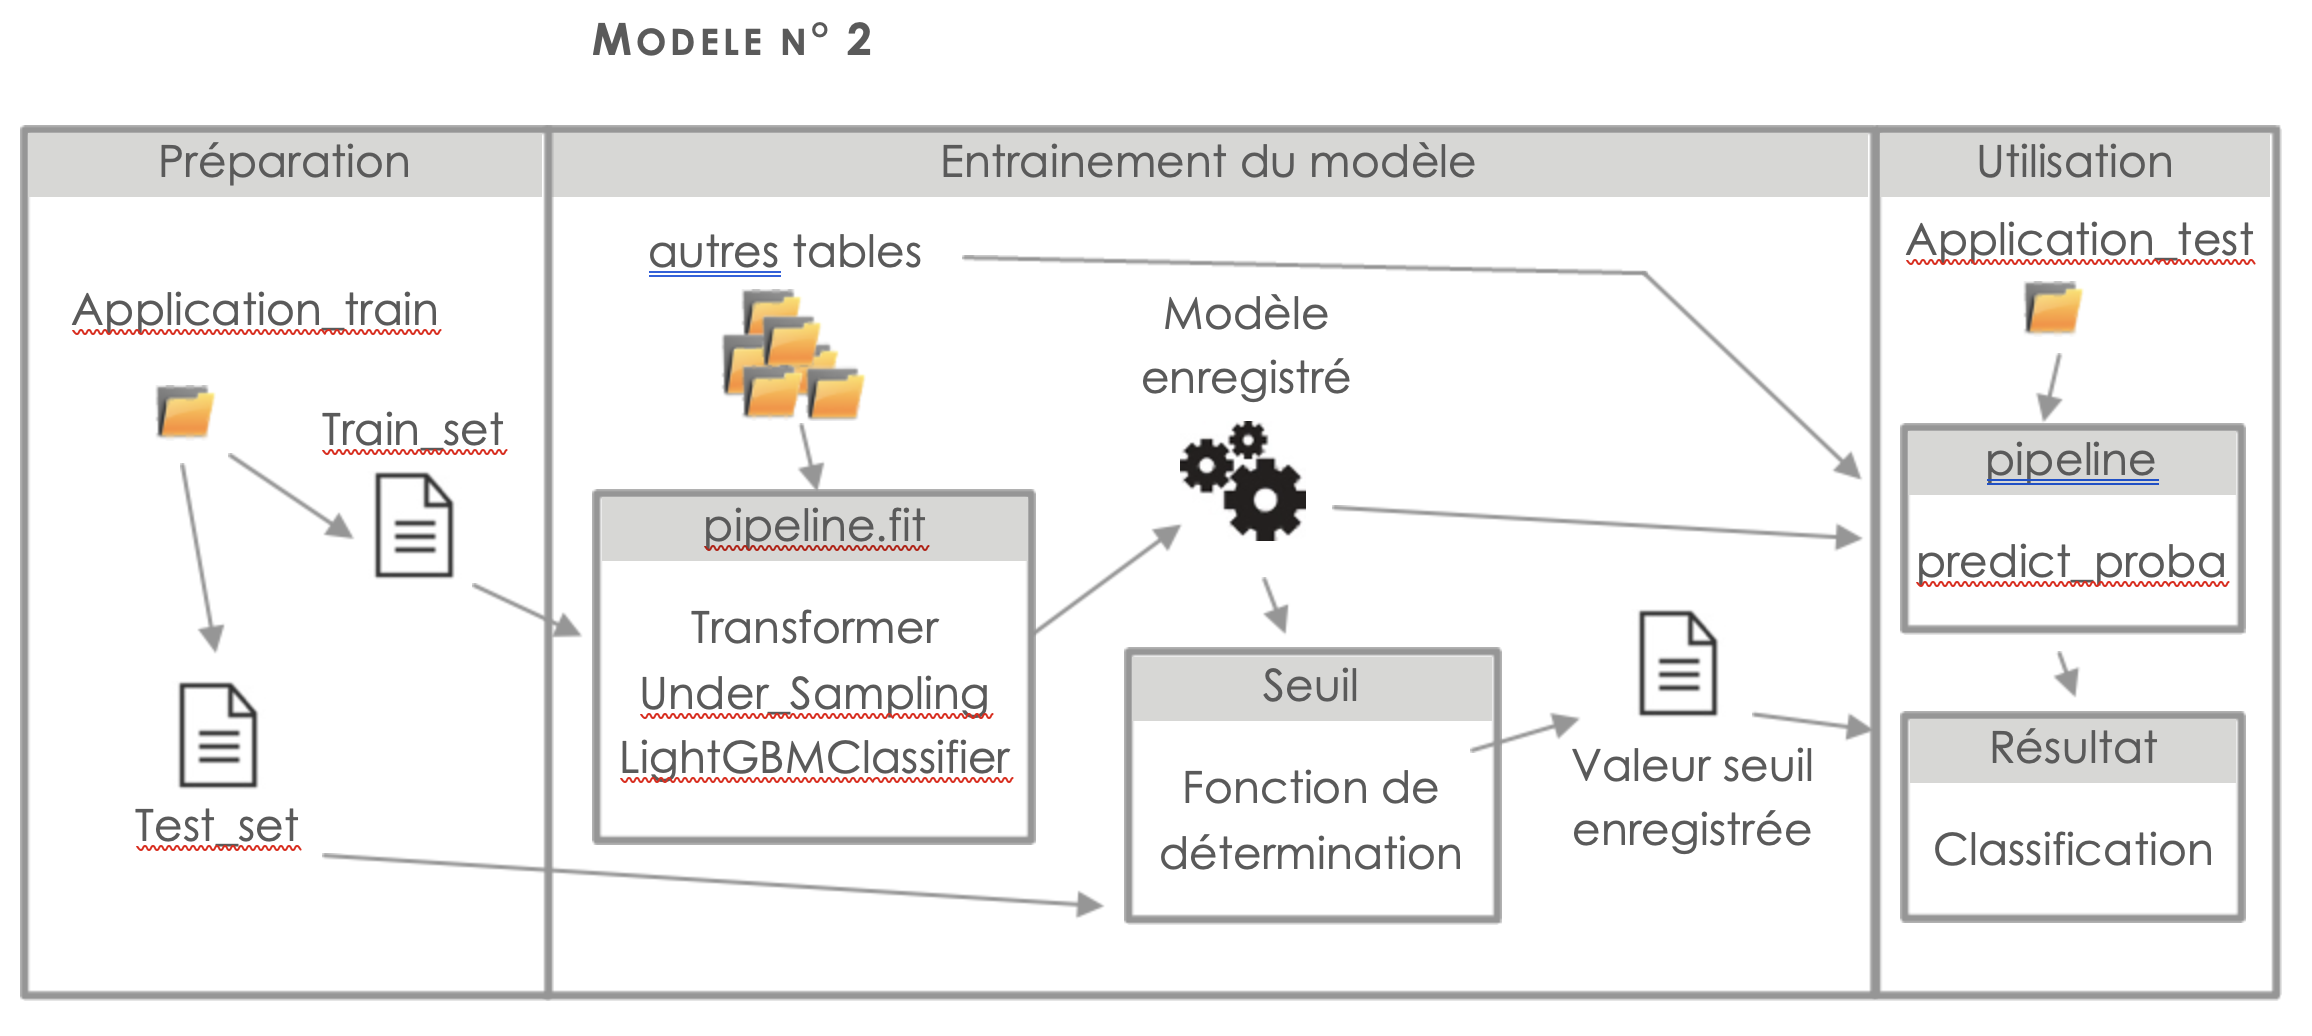 MODELE N° 2
Préparation
Application_train
Train_set
Test_set
Entrainement du modèle
autres tables
pipeline.fit
Transformer
Under_Sampling
LightGBMClassifier
Modèle
enregistré
Seuil
Fonction de
détermination
Valeur seuil
enregistrée
Utilisation
Application_test
pipeline
predict_proba
Résultat
Classification